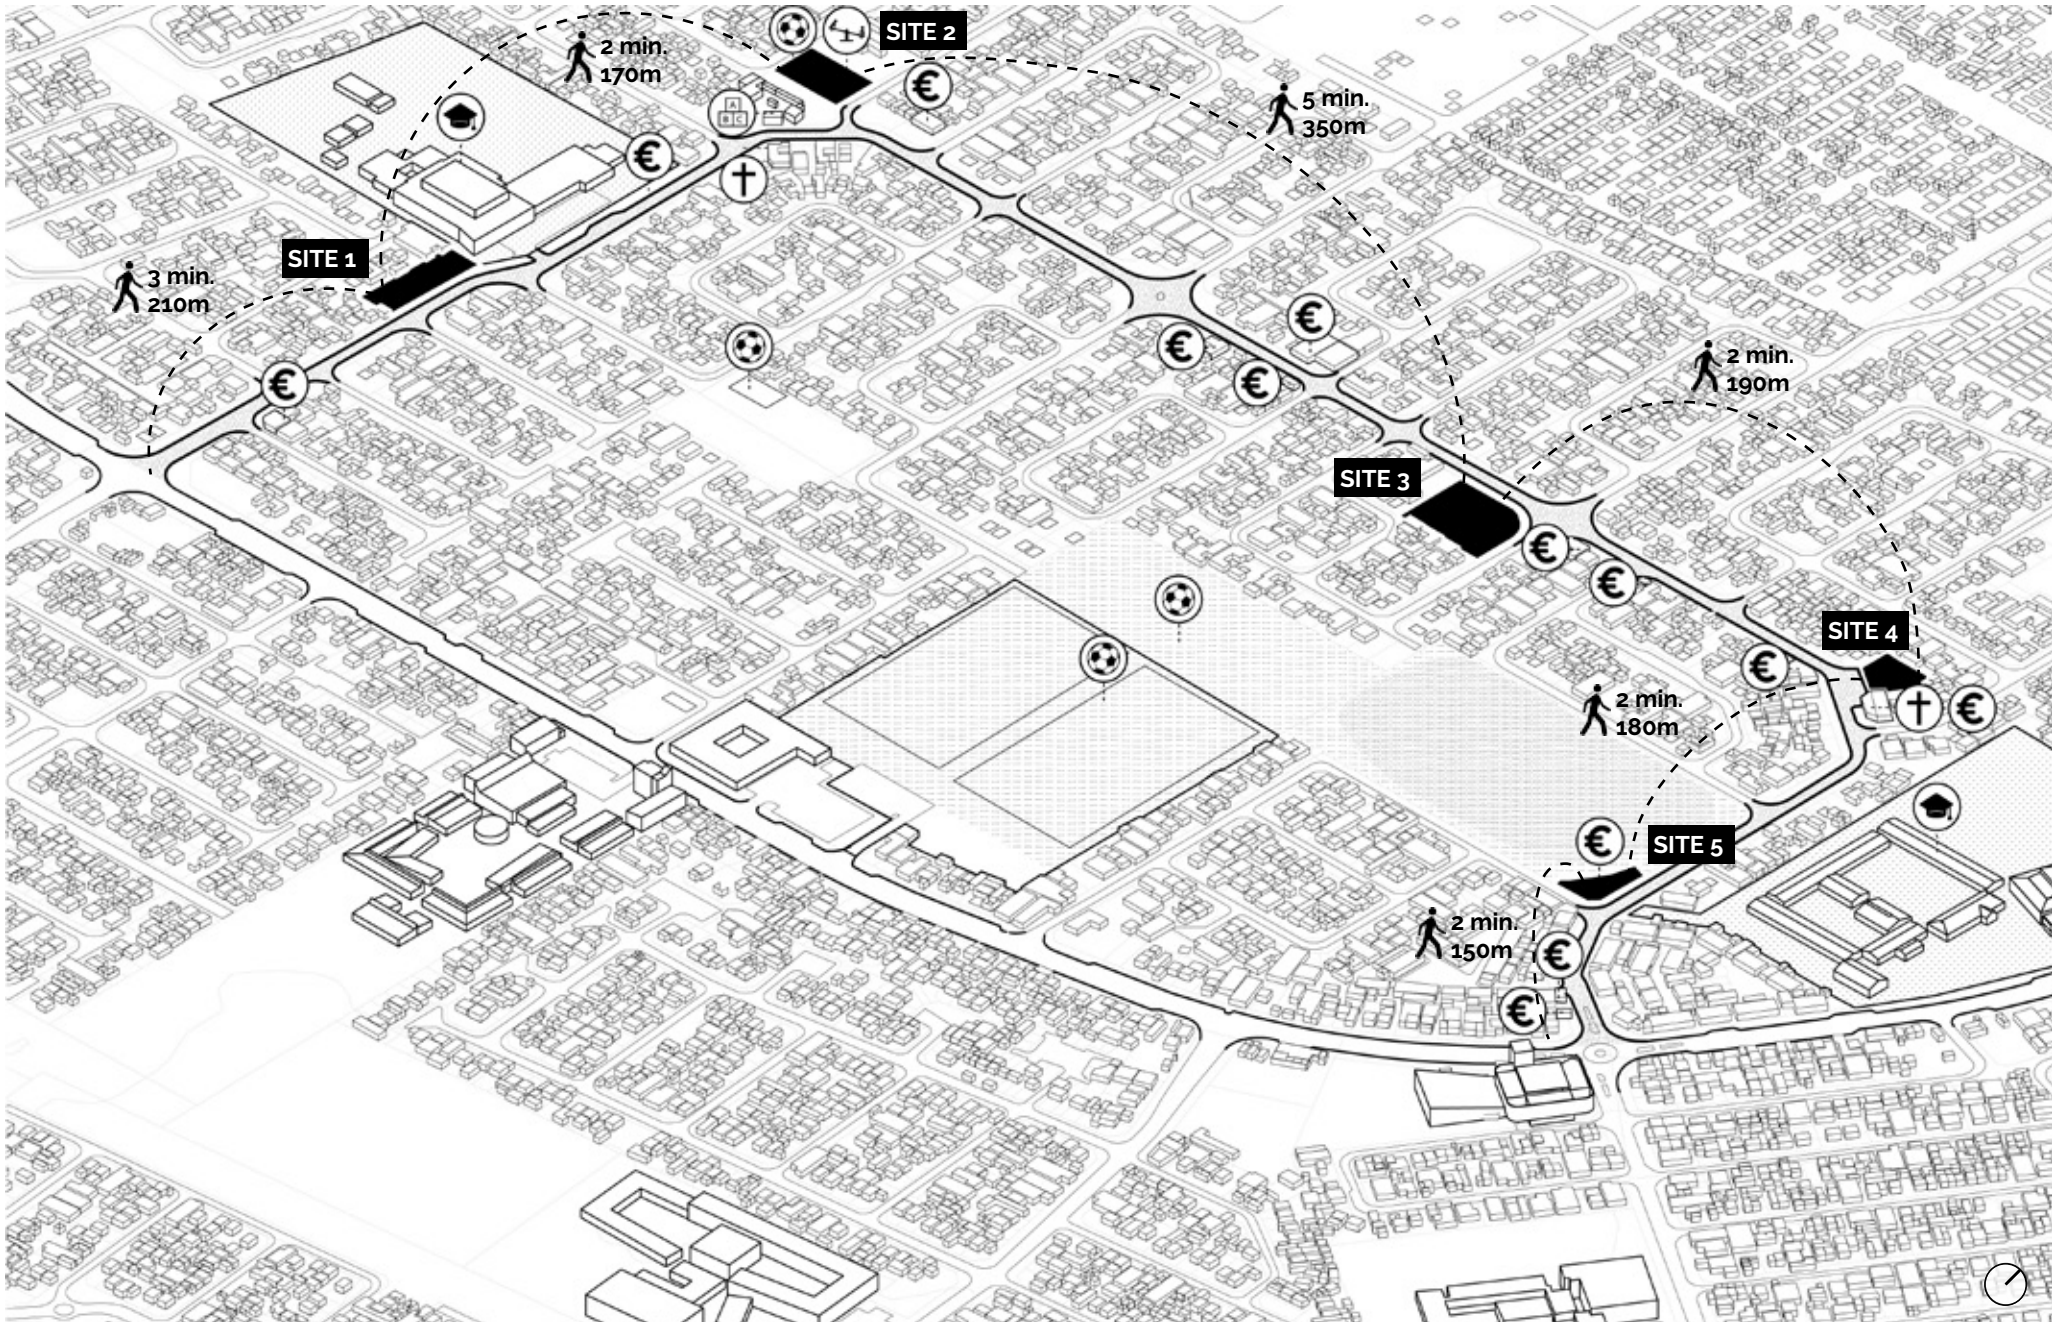 2 min.
170m
SITE 2
€
5 min.
350m
A
B C
€
SITE 1
3 min.
210m
€
€
€
€
2 min.
190m
SITE 3
€
€
SITE 4
€
€
2 min.
180m
€
SITE 5
2 min.
150m
€
€